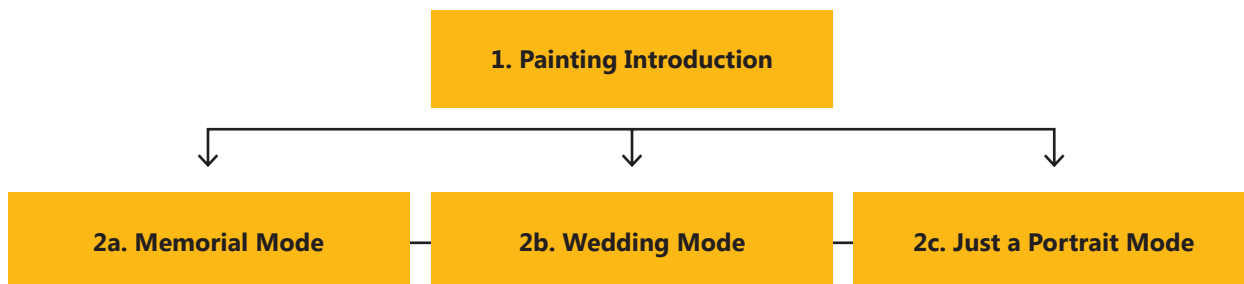 1. Painting Introduction
2a. Memorial Mode
2b. Wedding Mode
2c. Just a Portrait Mode